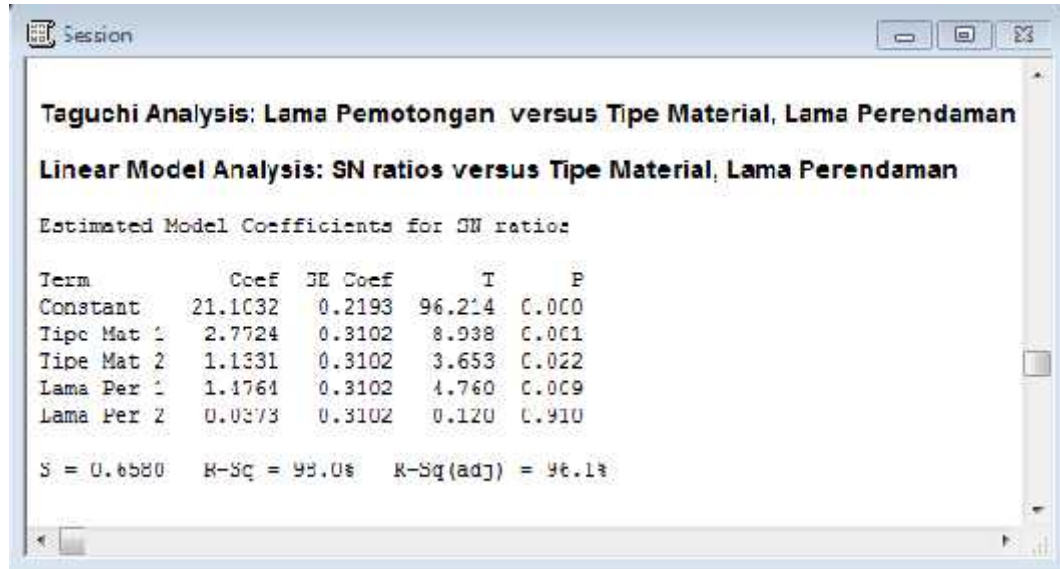 Session
Taguchi Analysis: Lama Pemotongan versus Tipe Material, Lama Perendaman
Linear Model Analysis: SN ratios versus Tipe Material, Lama Perendaman
Estimated Model Coefficients for SN ratios
Term Coef SE Coef T P
Constant 21.1032 0.2193 96.214 0.000
Tipe Mat 1 2.7724 0.3102 8.938 0.001
Tipe Mat 2 1.1331 0.3102 3.653 0.022
Lama Per 1 1.4764 0.3102 4.760 0.009
Lama Per 2 0.0373 0.3102 0.120 0.910
S = 0.6580 R-Sq = 98.0% R-Sq(adj) = 96.1%